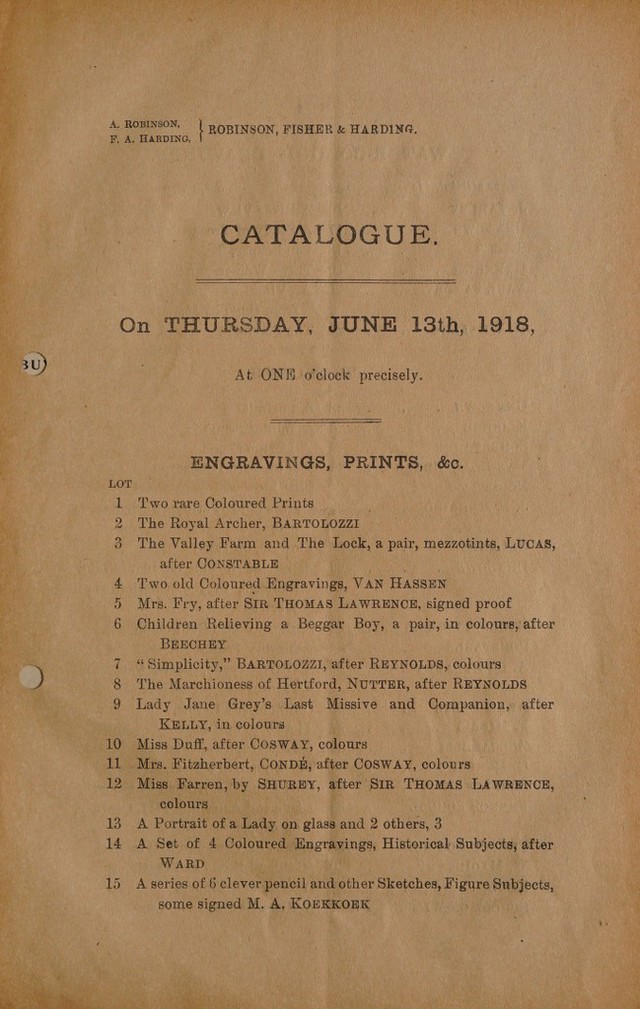 A. ROBINSON,
F. A. HARDING,
} ROBINSON, FISHER & HARDING.
CATALOGUE.
On THURSDAY, JUNE 13th, 1918,
At ONE o'clock precisely.
ENGRAVINGS, PRINTS, &c.
LOT
1 Two rare Coloured Prints
2 The Royal Archer, BARTOLOZZI
3 The Valley Farm and The Lock, a pair, mezzotints, LUCAS,
after CONSTABLE
4 Two old Coloured Engravings, VAN HASSEN
5 Mrs. Fry, after SIR THOMAS LAWRENCE, signed proof
6 Children Relieving a Beggar Boy, a pair, in colours, after
BEECHEY
7 “Simplicity,” BARTOLOZZI, after REYNOLDS, colours
8 The Marchioness of Hertford, NUTTER, after REYNOLDS
9 Lady Jane Grey's Last Missive and Companion, after
KELLY, in colours
10 Miss Duff, after COSWAY, colours
11 Mrs. Fitzherbert, CONDÉ, after COSWAY, colours
12 Miss Farren, by SHUREY, after SIR THOMAS LAWRENCE,
colours
13 A Portrait of a Lady on glass and 2 others, 3
14 A Set of 4 Coloured Engravings, Historical Subjects, after
WARD
15 A series of 6 clever pencil and other Sketches, Figure Subjects,
some signed M. A. KOEKKOEK